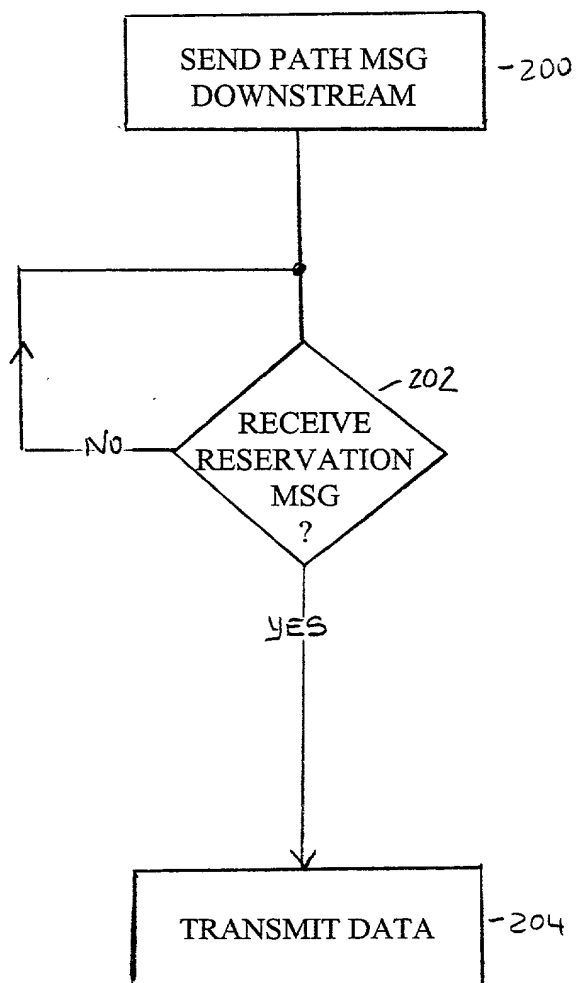 SEND PATH MSG
DOWNSTREAM
-200
202
RECEIVE
RESERVATION
MSG
?
NO
YES
TRANSMIT DATA
-204